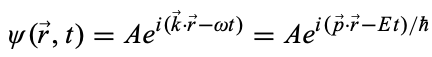 ψ(r⃗, t) = Ae^{i(k⃗·r⃗−ωt)} = Ae^{i(p⃗·r⃗−Et)/ħ}